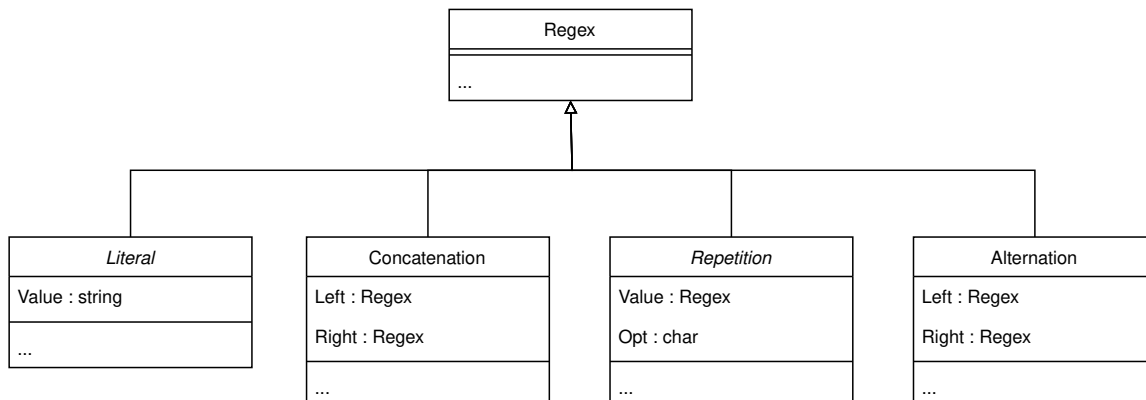 Regex
...
Literal
Value : string
...
Concatenation
Left : Regex
Right : Regex
...
Repetition
Value : Regex
Opt : char
...
Alternation
Left : Regex
Right : Regex
...